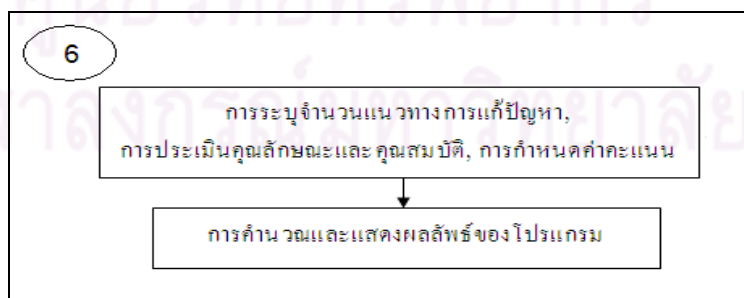 6
การระบุจำนวนแนวทางการแก้ปัญหา,
การประเมินคุณลักษณะและคุณสมบัติ, การกำหนดค่าคะแนน
การคำนวณและแสดงผลลัพธ์ของโปรแกรม